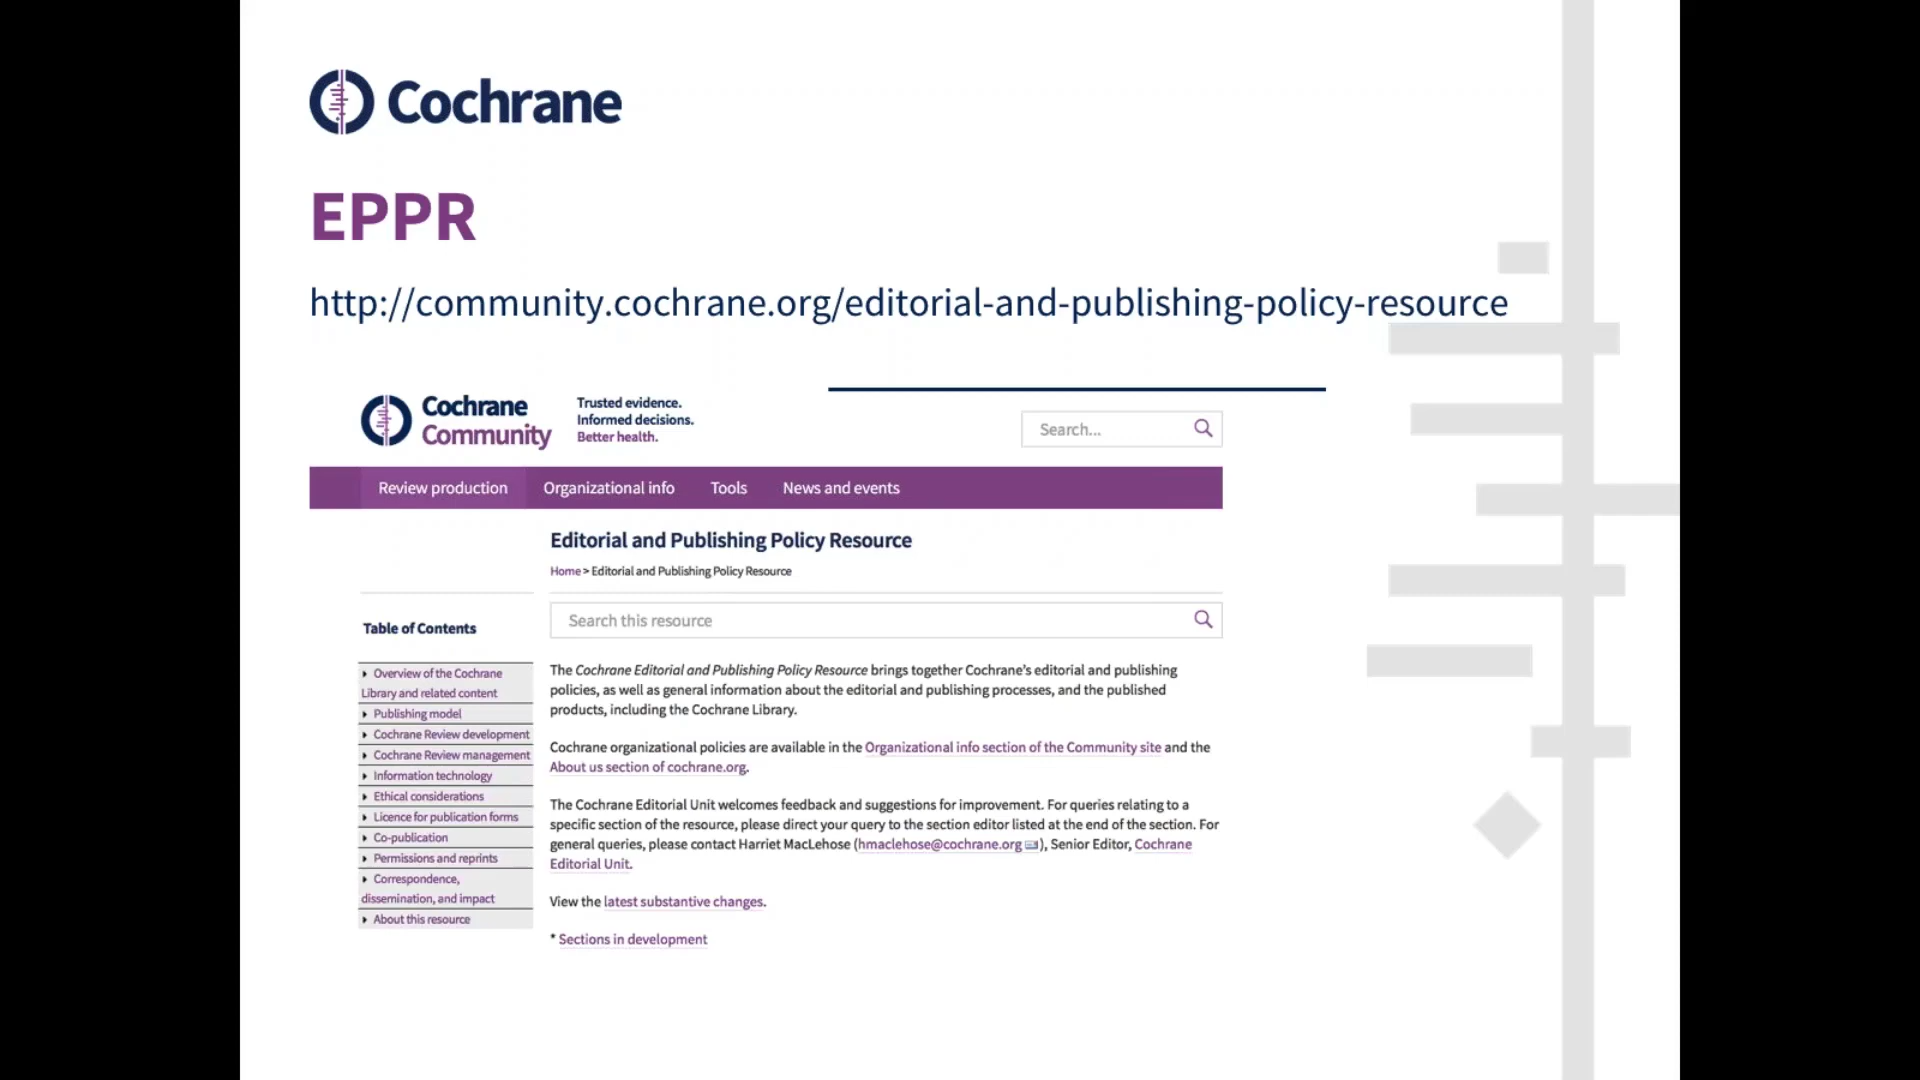 Cochrane
EPPR
http://community.cochrane.org/editorial-and-publishing-policy-resource
Cochrane
Community
Trusted evidence.
Informed decisions.
Better health.
Search...
Review production
Organizational info
Tools
News and events
Editorial and Publishing Policy Resource
Home > Editorial and Publishing Policy Resource
Search this resource
Table of Contents
Overview of the Cochrane
Library and related content
Publishing model
Cochrane Review development
Cochrane Review management
Information technology
Ethical considerations
Licence for publication forms
Co-publication
Permissions and reprints
Correspondence,
dissemination, and impact
About this resource
The Cochrane Editorial and Publishing Policy Resource brings together Cochrane's editorial and publishing
policies, as well as general information about the editorial and publishing processes, and the published
products, including the Cochrane Library.
Cochrane organizational policies are available in the Organizational info section of the Community site and the
About us section of cochrane.org.
The Cochrane Editorial Unit welcomes feedback and suggestions for improvement. For queries relating to a
specific section of the resource, please direct your query to the section editor listed at the end of the section. For
general queries, please contact Harriet MacLehose (hmaclehose@cochrane.org), Senior Editor, Cochrane
Editorial Unit.
View the latest substantive changes.
* Sections in development